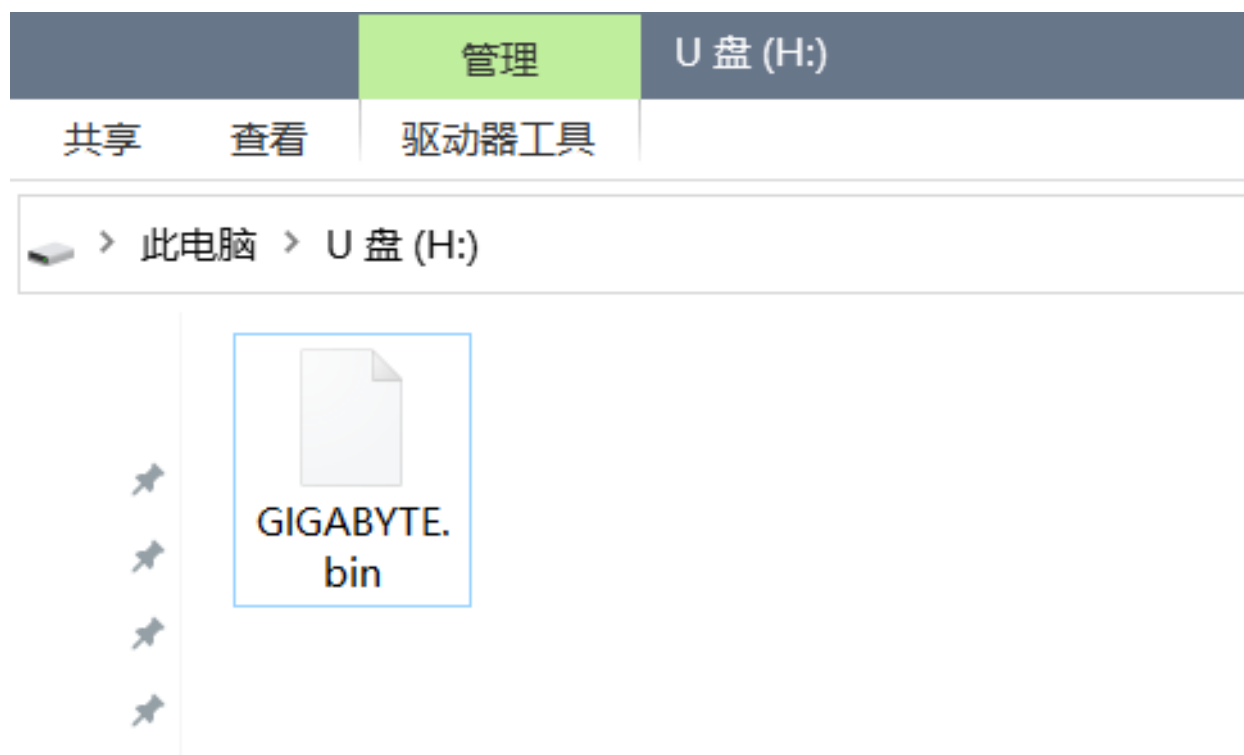 管理
U 盘 (H:)
共享 查看 驱动器工具
此电脑 > U 盘 (H:)
GIGABYTE.
bin